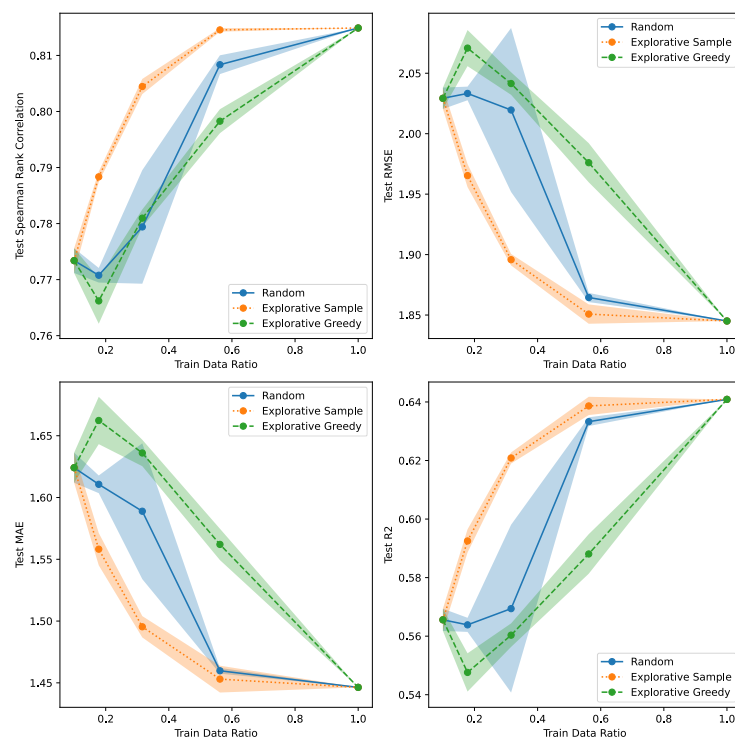 0.81
0.80
0.79
0.78
0.77
0.76
Test Spearman Rank Correlation
Random
Explorative Sample
Explorative Greedy
0.2
0.4
0.6
0.8
1.0
Train Data Ratio
2.05
2.00
1.95
1.90
1.85
Test RMSE
Random
Explorative Sample
Explorative Greedy
0.2
0.4
0.6
0.8
1.0
Train Data Ratio
1.65
1.60
1.55
1.50
1.45
Test MAE
Random
Explorative Sample
Explorative Greedy
0.2
0.4
0.6
0.8
1.0
Train Data Ratio
0.64
0.62
0.60
0.58
0.56
0.54
Test R2
Random
Explorative Sample
Explorative Greedy
0.2
0.4
0.6
0.8
1.0
Train Data Ratio